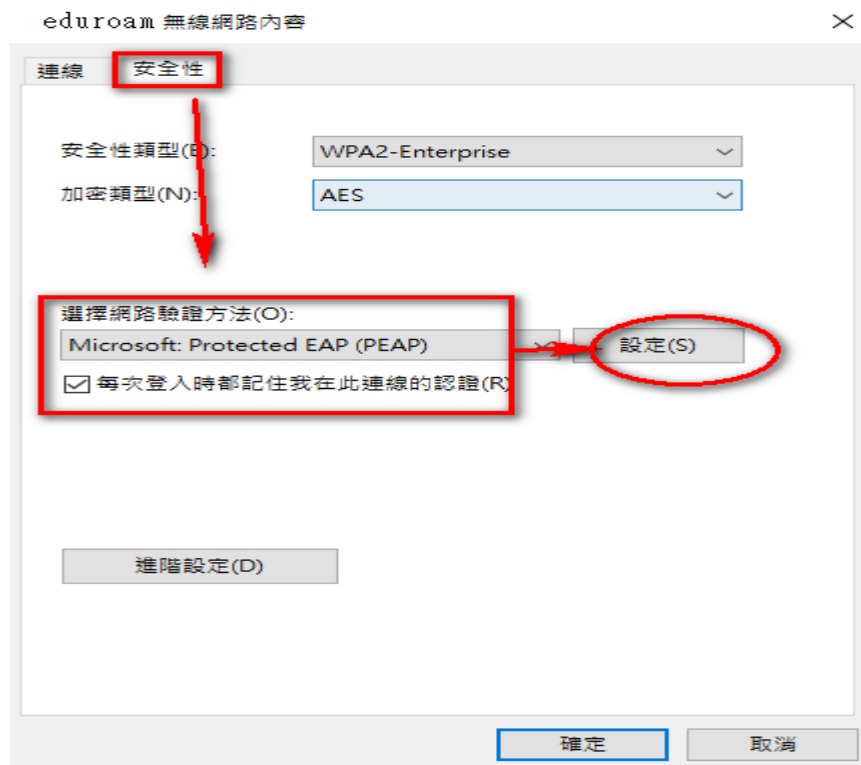 eduroam 無線網路內容
連線 安全性
安全性類型(E): WPA2-Enterprise
加密類型(N): AES
選擇網路驗證方法(O):
Microsoft: Protected EAP (PEAP) 設定(S)
每次登入時都記住我在此連線的認證(R)
進階設定(D)
確定 取消